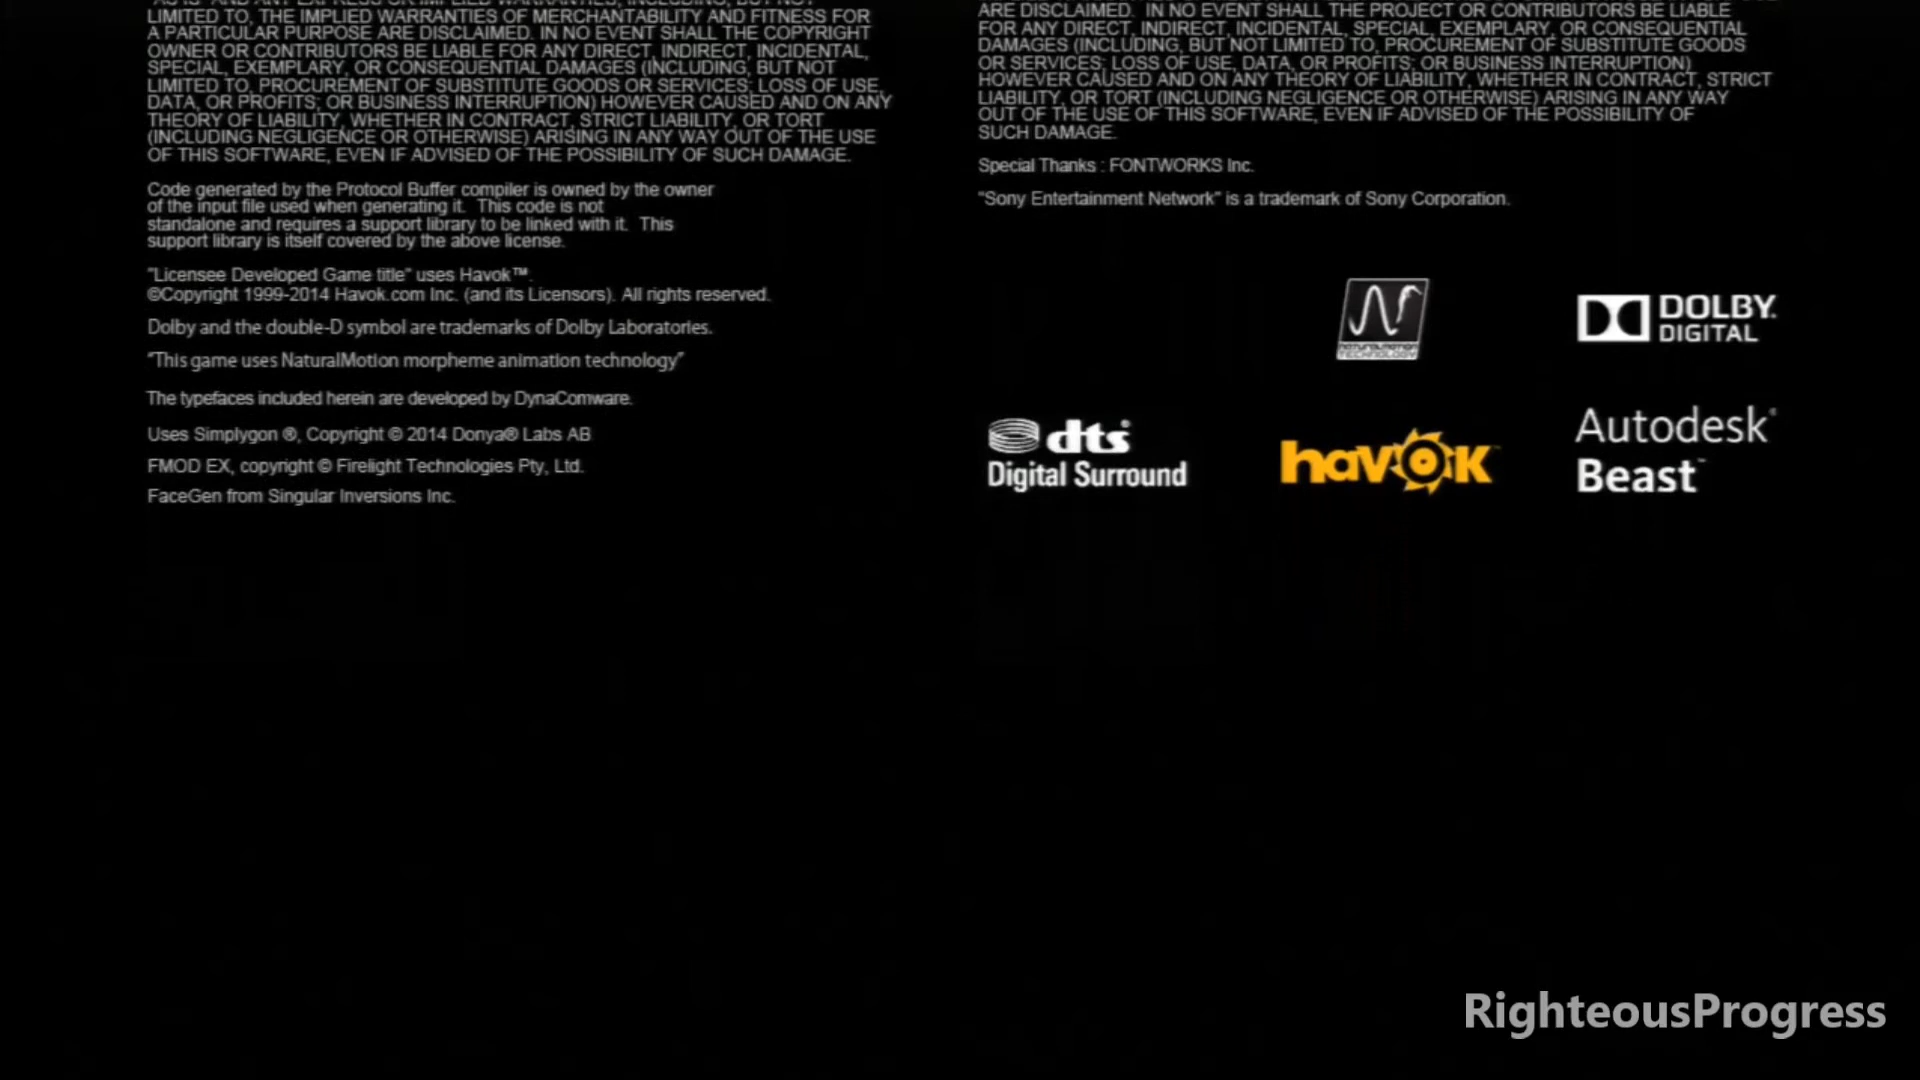 "AS IS" AND ANY EXPRESS OR IMPLIED WARRANTIES, INCLUDING, BUT NOT
LIMITED TO, THE IMPLIED WARRANTIES OF MERCHANTABILITY AND FITNESS FOR
A PARTICULAR PURPOSE ARE DISCLAIMED. IN NO EVENT SHALL THE COPYRIGHT
OWNER OR CONTRIBUTORS BE LIABLE FOR ANY DIRECT, INDIRECT, INCIDENTAL,
SPECIAL, EXEMPLARY, OR CONSEQUENTIAL DAMAGES (INCLUDING, BUT NOT
LIMITED TO, PROCUREMENT OF SUBSTITUTE GOODS OR SERVICES; LOSS OF USE,
DATA, OR PROFITS; OR BUSINESS INTERRUPTION) HOWEVER CAUSED AND ON ANY
THEORY OF LIABILITY, WHETHER IN CONTRACT, STRICT LIABILITY, OR TORT
(INCLUDING NEGLIGENCE OR OTHERWISE) ARISING IN ANY WAY OUT OF THE USE
OF THIS SOFTWARE, EVEN IF ADVISED OF THE POSSIBILITY OF SUCH DAMAGE.
Code generated by the Protocol Buffer compiler is owned by the owner
of the input file used when generating it. This code is not
standalone and requires a support library to be linked with it. This
support library is itself covered by the above license.
"Licensee Developed Game title" uses Havok™.
©Copyright 1999-2014 Havok.com Inc. (and its Licensors). All rights reserved.
Dolby and the double-D symbol are trademarks of Dolby Laboratories.
"This game uses NaturalMotion morpheme animation technology"
The typefaces included herein are developed by DynaComware.
Uses Simplygon ®, Copyright © 2014 Donya® Labs AB
FMOD EX, copyright © Firelight Technologies Pty, Ltd.
FaceGen from Singular Inversions Inc.
ARE DISCLAIMED. IN NO EVENT SHALL THE PROJECT OR CONTRIBUTORS BE LIABLE
FOR ANY DIRECT, INDIRECT, INCIDENTAL, SPECIAL, EXEMPLARY, OR CONSEQUENTIAL
DAMAGES (INCLUDING, BUT NOT LIMITED TO, PROCUREMENT OF SUBSTITUTE GOODS
OR SERVICES; LOSS OF USE, DATA, OR PROFITS; OR BUSINESS INTERRUPTION)
HOWEVER CAUSED AND ON ANY THEORY OF LIABILITY, WHETHER IN CONTRACT, STRICT
LIABILITY, OR TORT (INCLUDING NEGLIGENCE OR OTHERWISE) ARISING IN ANY WAY
OUT OF THE USE OF THIS SOFTWARE, EVEN IF ADVISED OF THE POSSIBILITY OF
SUCH DAMAGE.
Special Thanks : FONTWORKS Inc.
"Sony Entertainment Network" is a trademark of Sony Corporation.
NATURALMOTION
TECHNOLOGY
DOLBY.
DIGITAL
dts®
Digital Surround
havok™
Autodesk®
Beast™
RighteousProgress